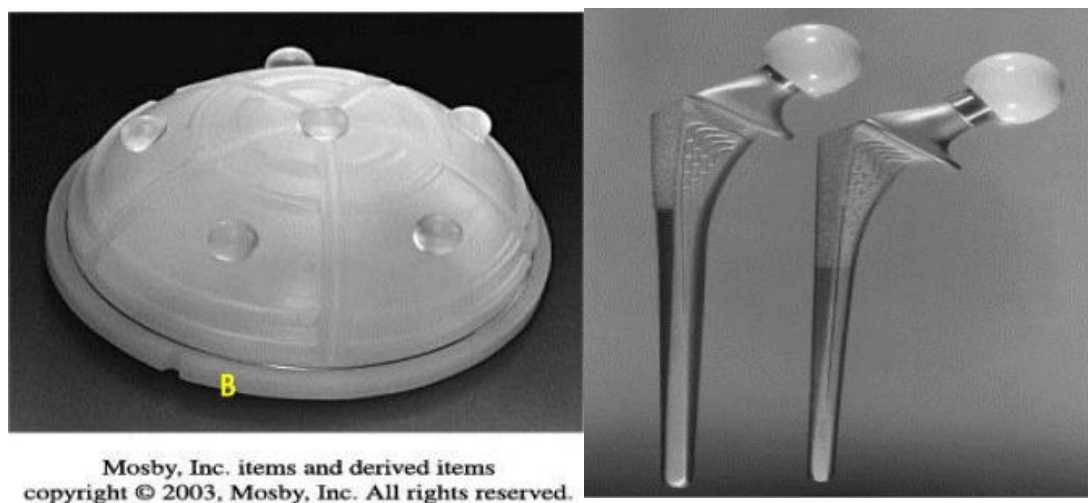 B
Mosby, Inc. items and derived items
copyright © 2003, Mosby, Inc. All rights reserved.